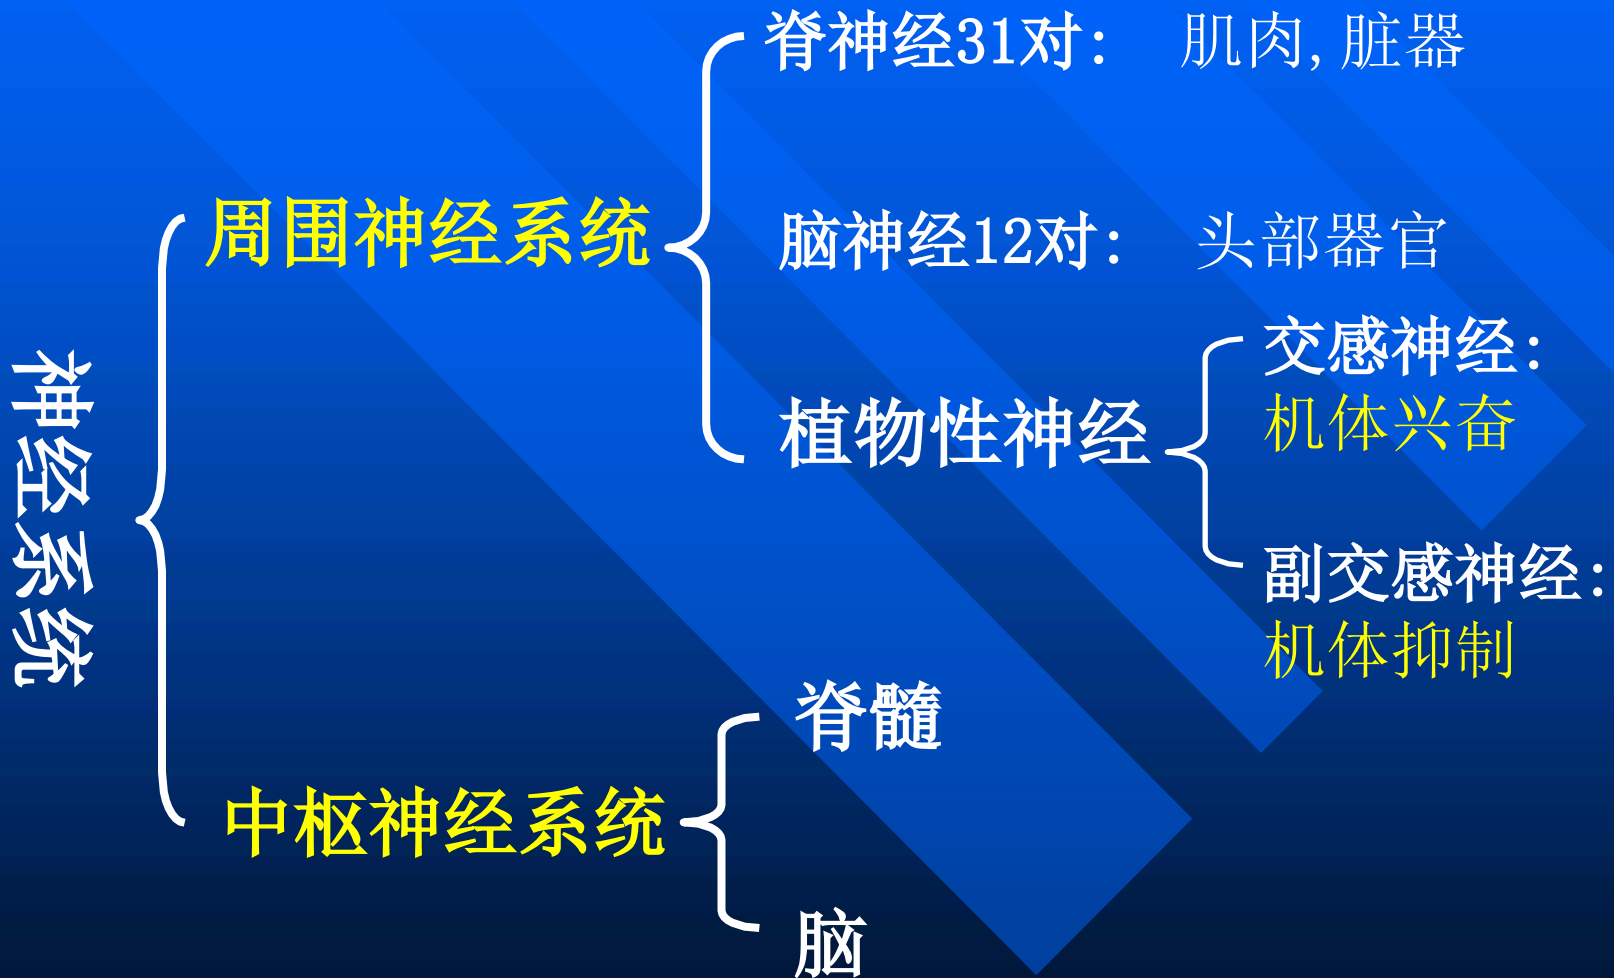 脊神经31对： 肌肉,脏器
周围神经系统
脑神经12对： 头部器官
神经系统
交感神经：
机体兴奋
植物性神经
副交感神经：
机体抑制
脊髓
中枢神经系统
脑